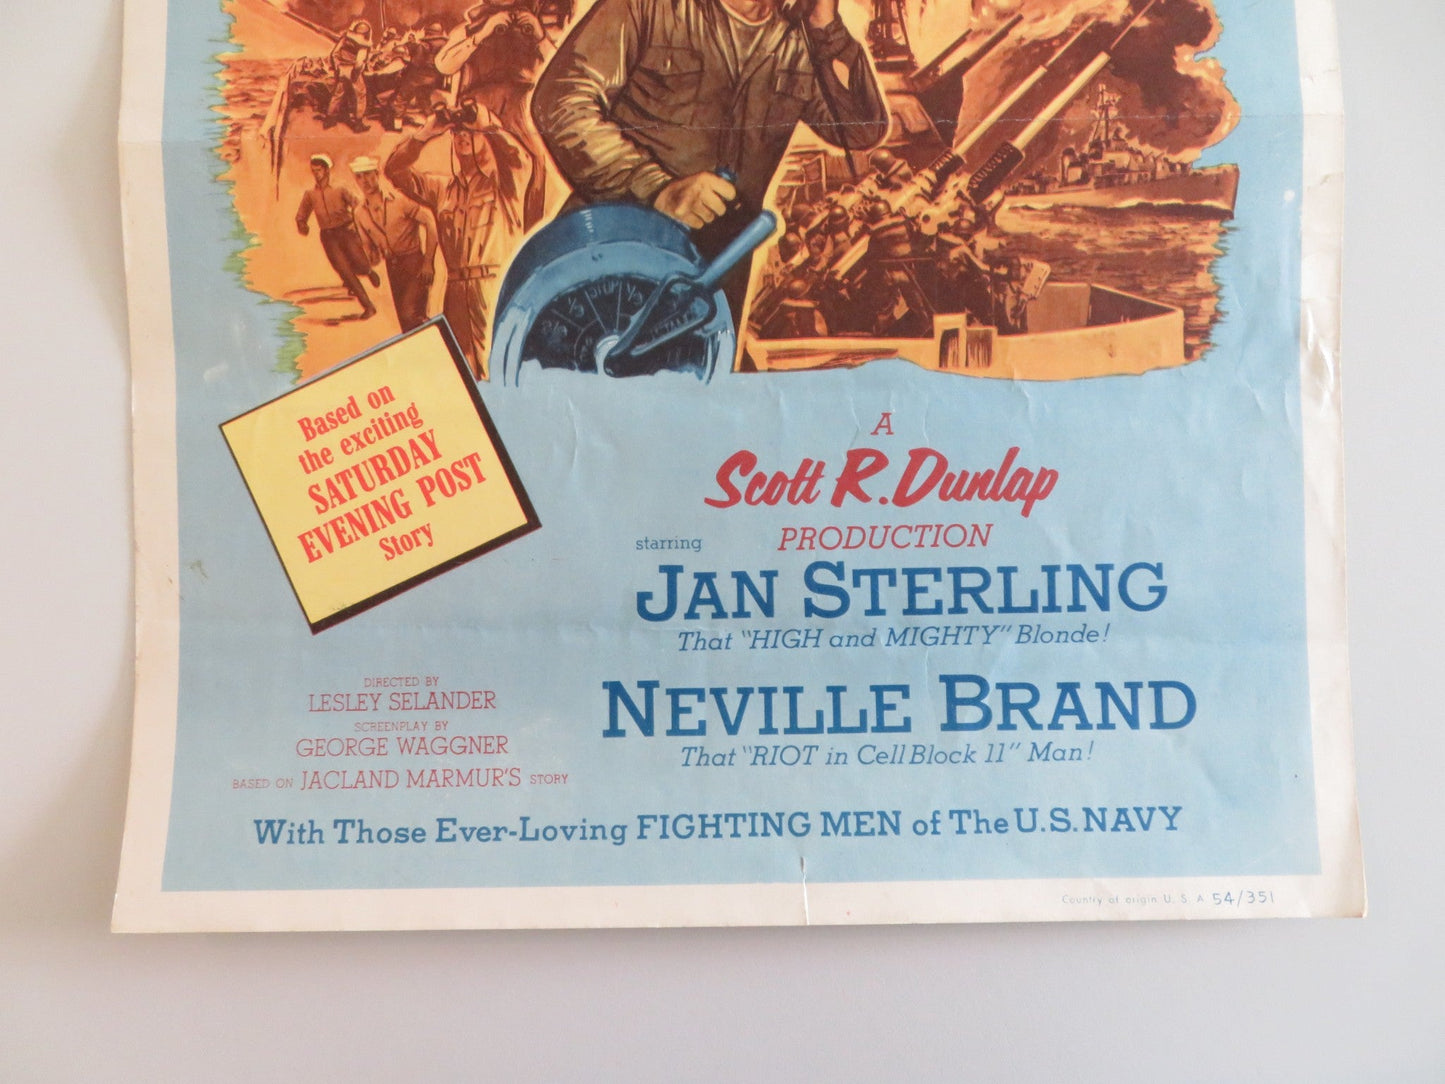 Based on
the exciting
SATURDAY
EVENING POST
Story
A
Scott R. Dunlap
PRODUCTION
starring
JAN STERLING
That "HIGH and MIGHTY" Blonde!
NEVILLE BRAND
That "RIOT in Cell Block 11" Man!
DIRECTED BY
LESLEY SELANDER
SCREENPLAY BY
GEORGE WAGGNER
BASED ON JACLAND MARMUR'S STORY
With Those Ever-Loving FIGHTING MEN of The U.S. NAVY
Country of origin U. S. A 54/351